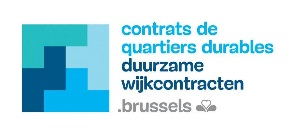 contrats de
quartiers durables
duurzame
wijkcontracten
.brussels